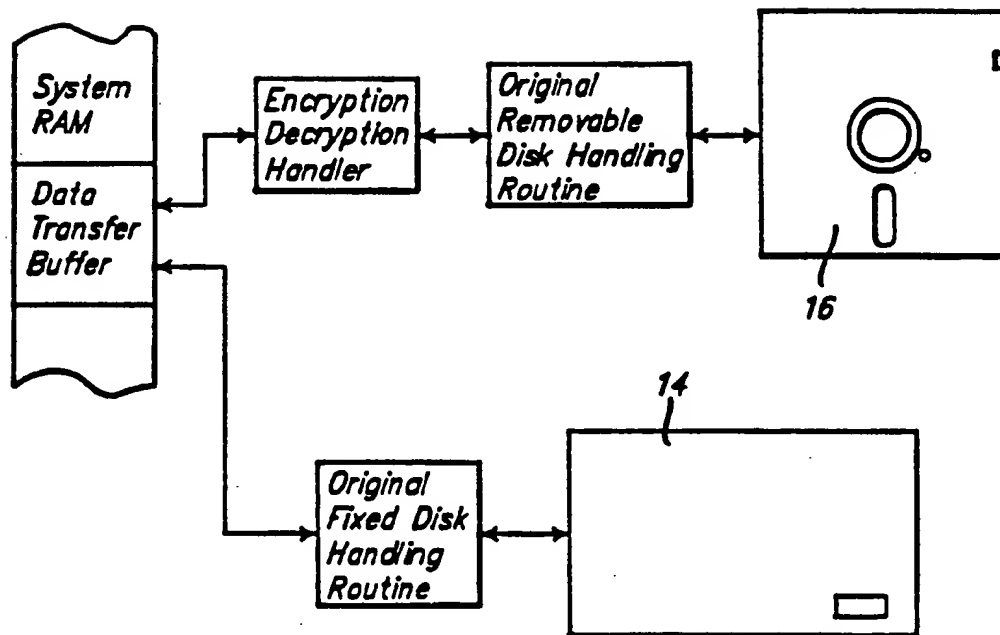 System
RAM
Data
Transfer
Buffer
Encryption
Decryption
Handler
Original
Removable
Disk Handling
Routine
16
14
Original
Fixed Disk
Handling
Routine